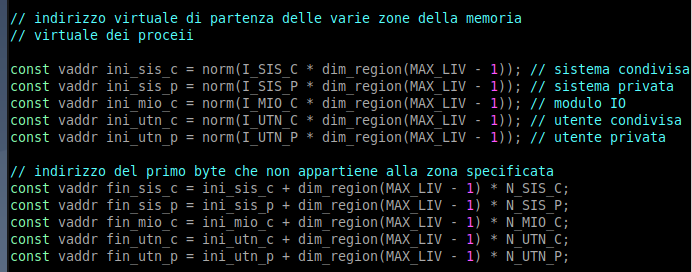 // indirizzo virtuale di partenza delle varie zone della memoria
// virtuale dei proceii
const vaddr ini_sis_c = norm(I_SIS_C * dim_region(MAX_LIV - 1)); // sistema condivisa
const vaddr ini_sis_p = norm(I_SIS_P * dim_region(MAX_LIV - 1)); // sistema privata
const vaddr ini_mio_c = norm(I_MIO_C * dim_region(MAX_LIV - 1)); // modulo IO
const vaddr ini_utn_c = norm(I_UTN_C * dim_region(MAX_LIV - 1)); // utente condivisa
const vaddr ini_utn_p = norm(I_UTN_P * dim_region(MAX_LIV - 1)); // utente privata
// indirizzo del primo byte che non appartiene alla zona specificata
const vaddr fin_sis_c = ini_sis_c + dim_region(MAX_LIV - 1) * N_SIS_C;
const vaddr fin_sis_p = ini_sis_p + dim_region(MAX_LIV - 1) * N_SIS_P;
const vaddr fin_mio_c = ini_mio_c + dim_region(MAX_LIV - 1) * N_MIO_C;
const vaddr fin_utn_c = ini_utn_c + dim_region(MAX_LIV - 1) * N_UTN_C;
const vaddr fin_utn_p = ini_utn_p + dim_region(MAX_LIV - 1) * N_UTN_P;